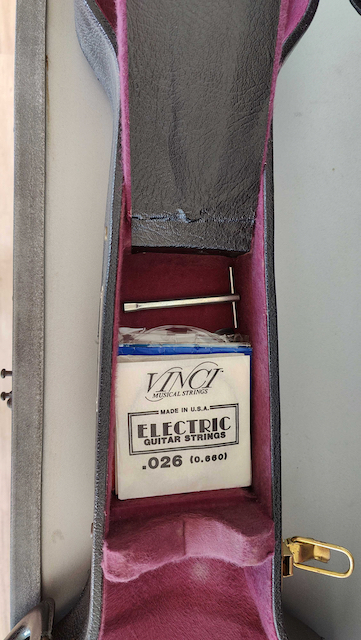 VINCI
MUSICAL STRINGS
MADE IN U.S.A.
ELECTRIC
GUITAR STRINGS
.026 (0.660)